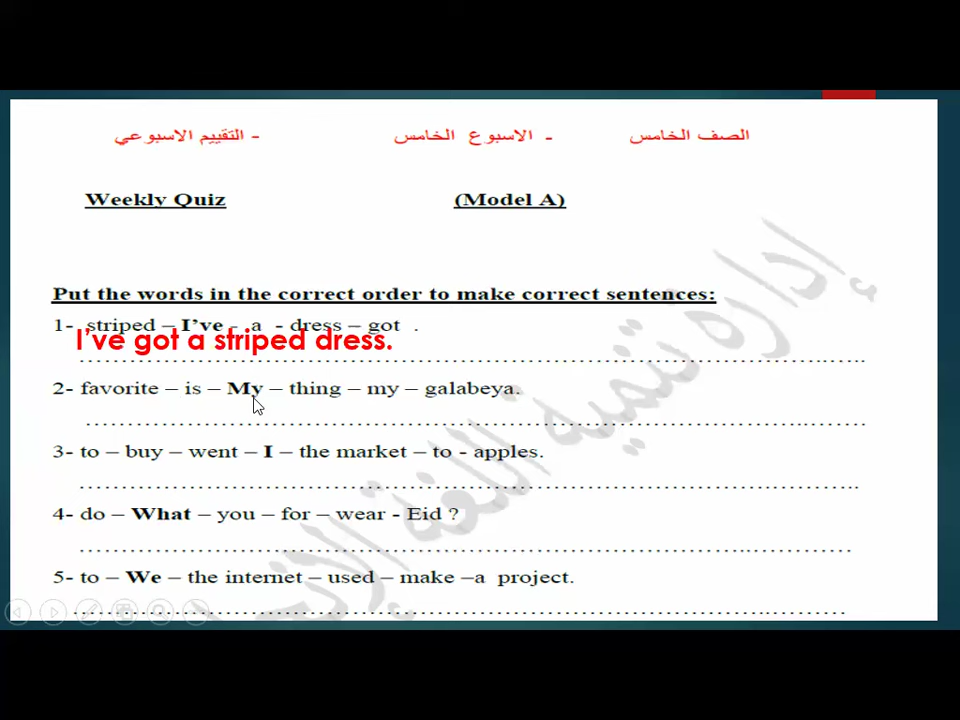 الصف الخامس - الاسبوع الخامس - التقييم الاسبوعي
Weekly Quiz (Model A)
Put the words in the correct order to make correct sentences:
1- striped – I've - a - dress – got .
I've got a striped dress.
2- favorite – is – My – thing – my – galabeya.
3- to – buy – went – I – the market – to - apples.
4- do – What – you – for – wear - Eid ?
5- to – We – the internet – used – make –a project.
إدارة تنمية اللغة